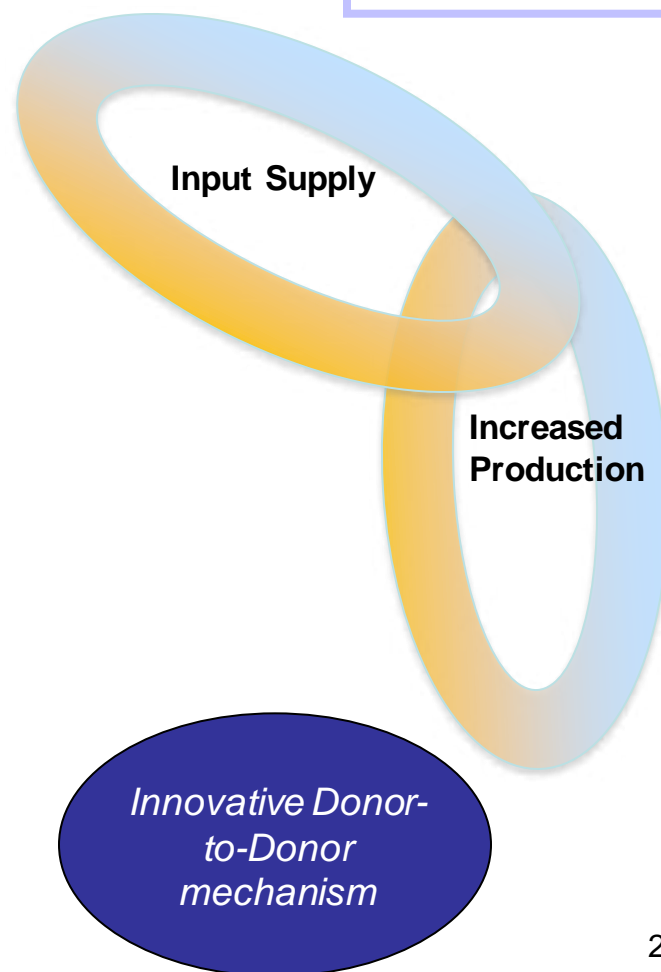 Input Supply
Increased
Production
Innovative Donor-
to-Donor
mechanism
2